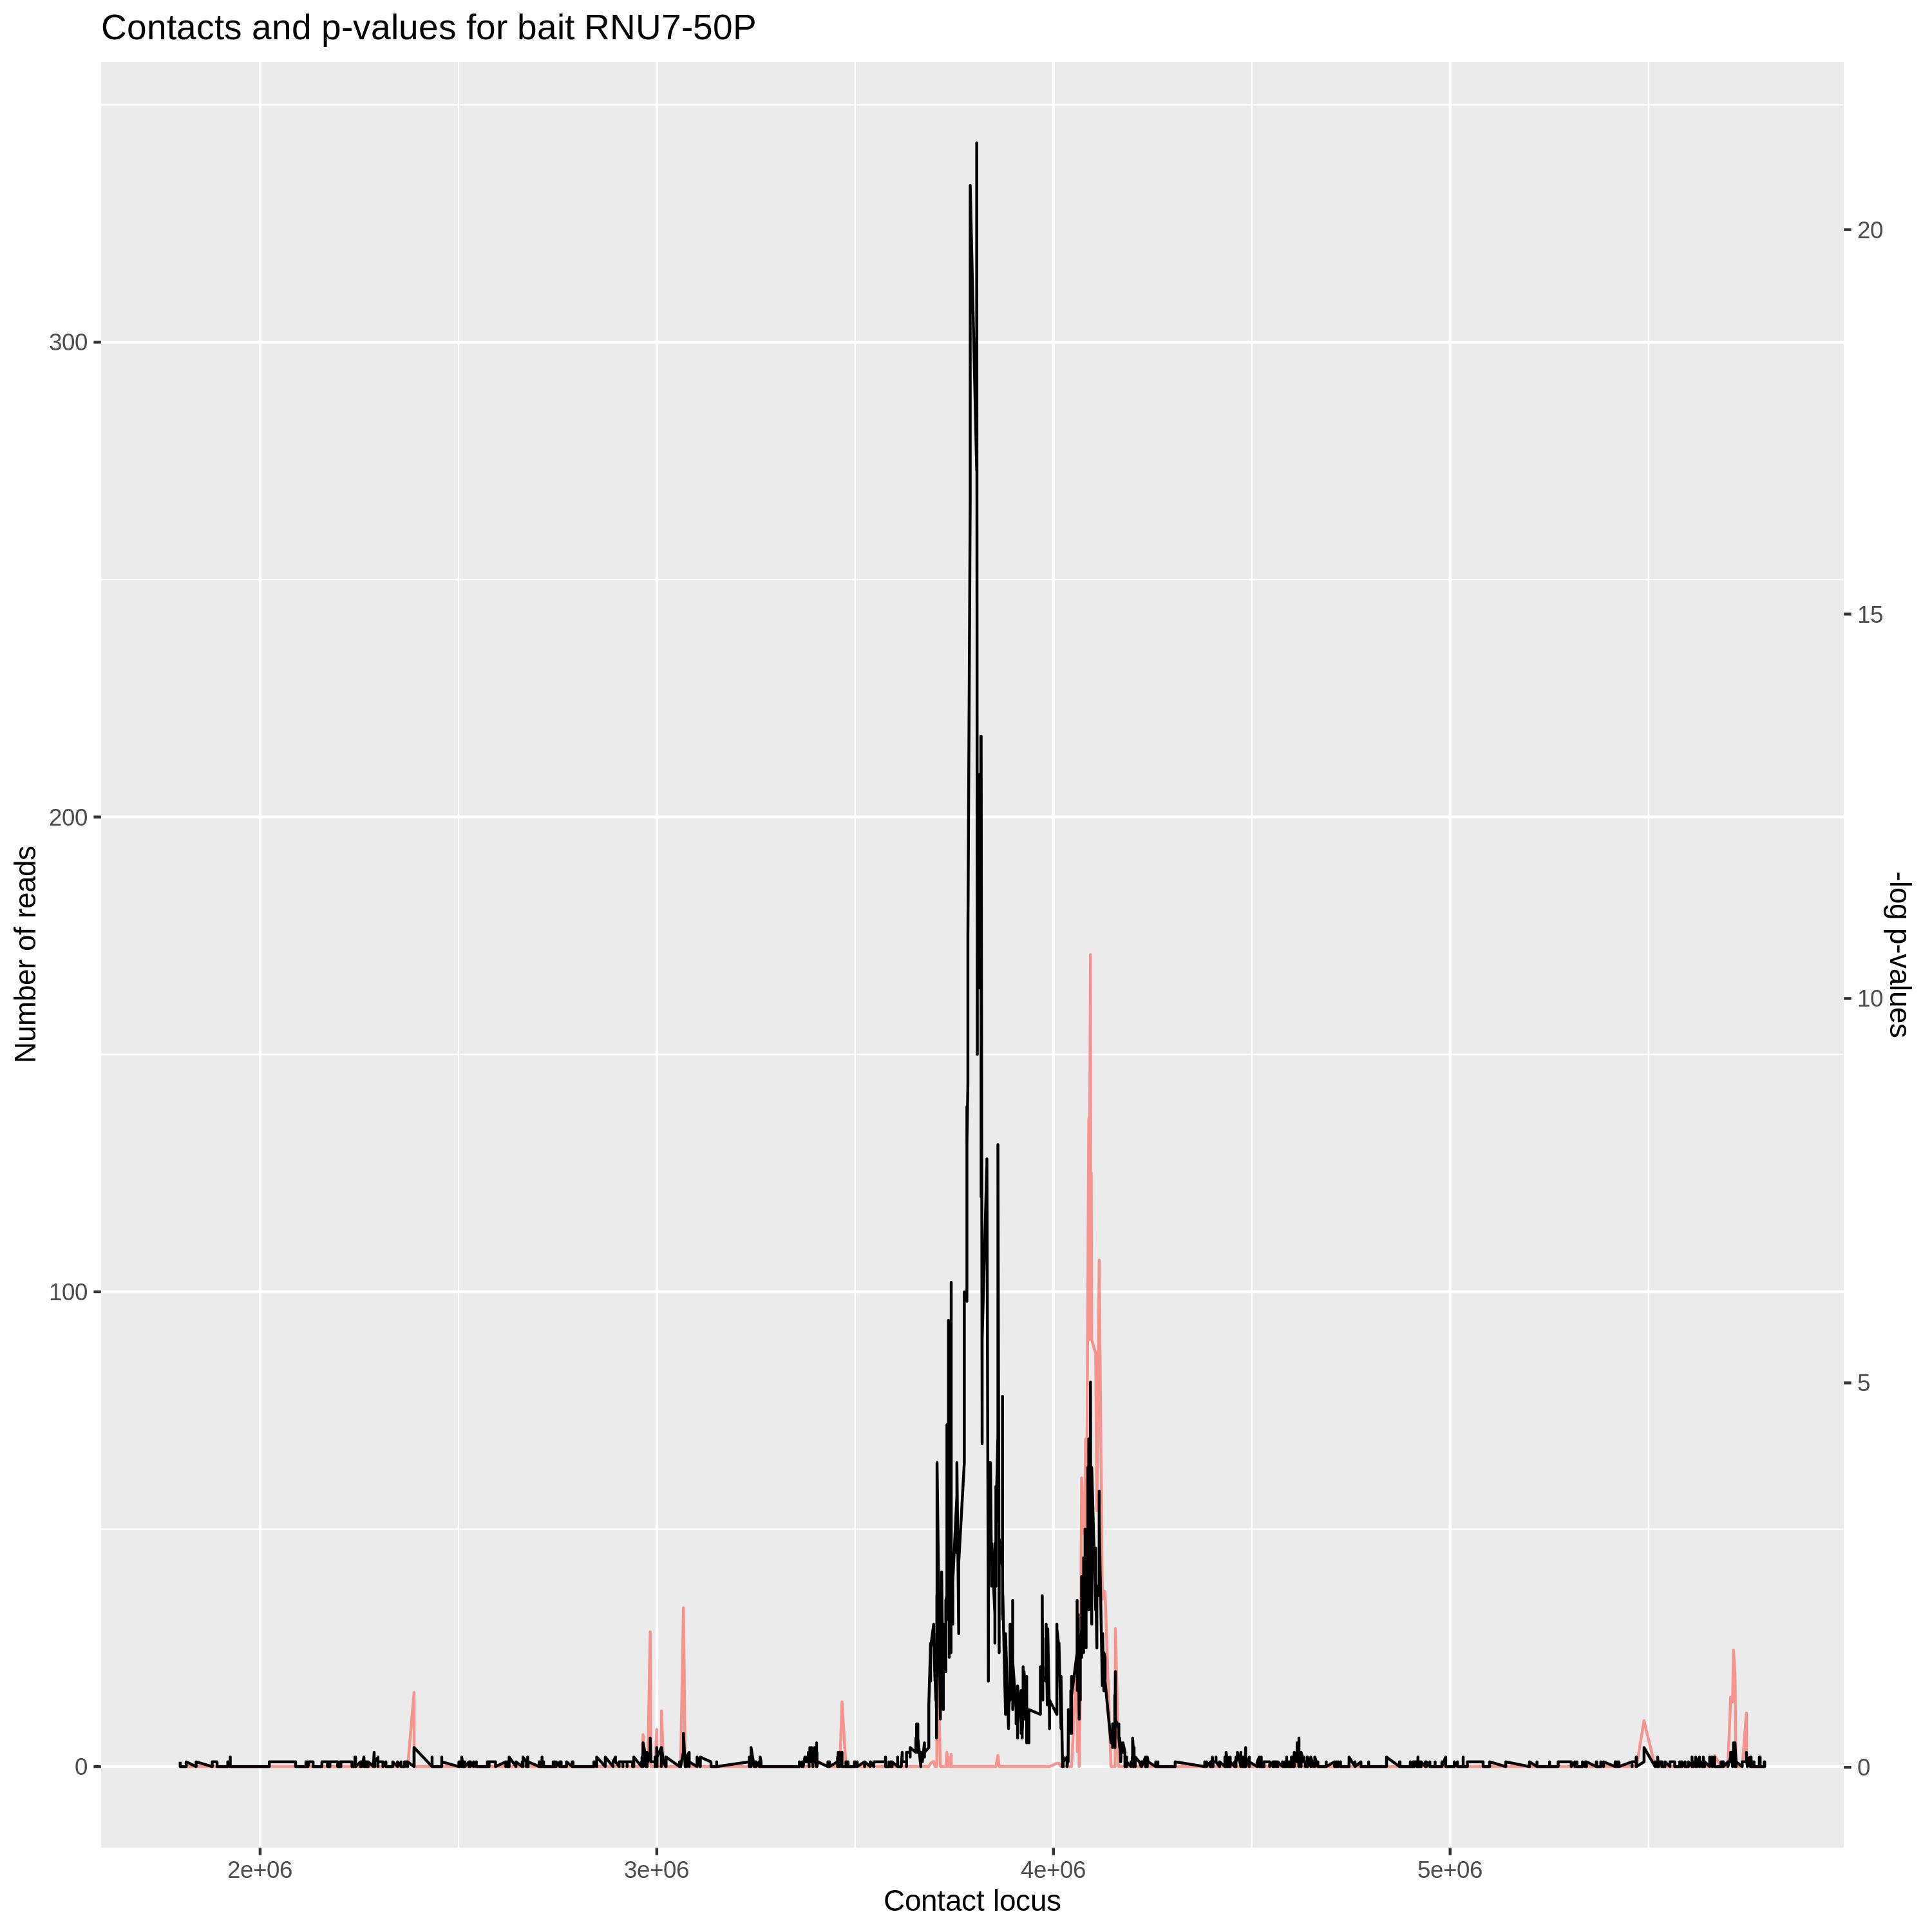 Contacts and p-values for bait RNU7-50P
300
200
100
0
Number of reads
20
15
10
5
0
-log p-values
2e+06
3e+06
4e+06
5e+06
Contact locus